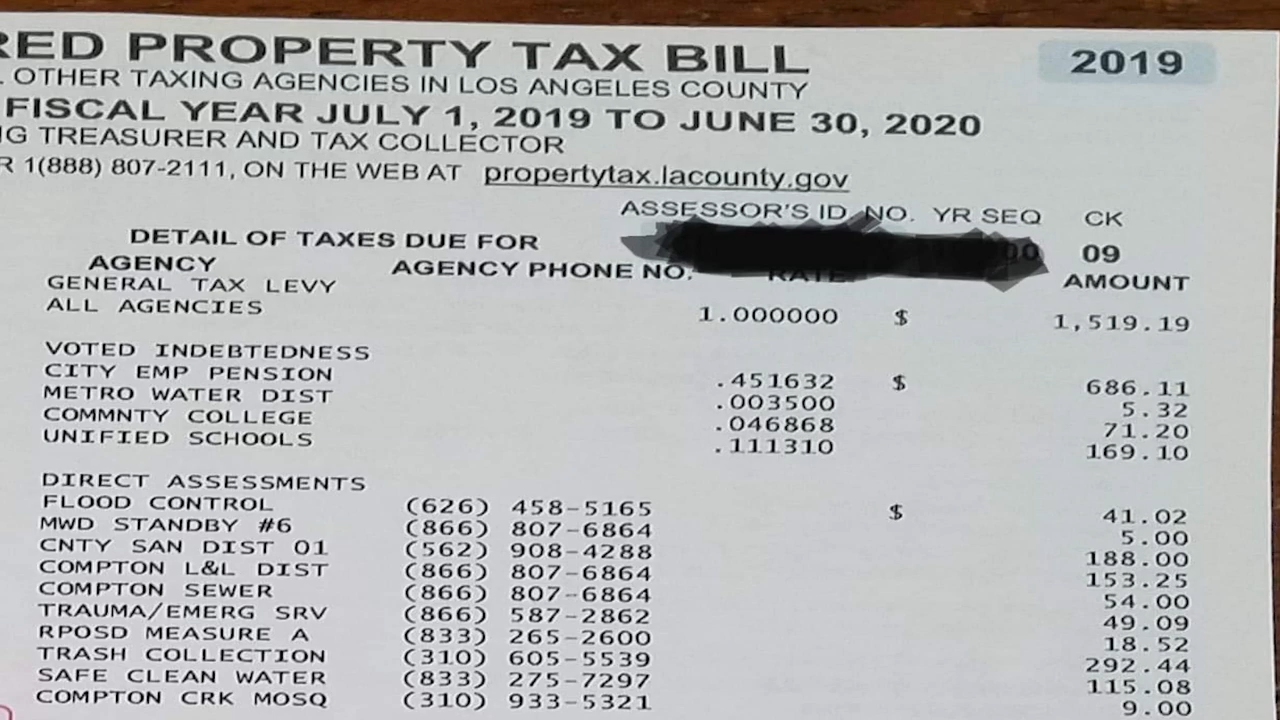 RED PROPERTY TAX BILL 2019
OTHER TAXING AGENCIES IN LOS ANGELES COUNTY
FISCAL YEAR JULY 1, 2019 TO JUNE 30, 2020
NG TREASURER AND TAX COLLECTOR
R 1(888) 807-2111, ON THE WEB AT propertytax.lacounty.gov
ASSESSOR'S ID. NO. YR SEQ CK
DETAIL OF TAXES DUE FOR 00 09
AGENCY AGENCY PHONE NO. RATE AMOUNT
GENERAL TAX LEVY
ALL AGENCIES 1.000000 $ 1,519.19
VOTED INDEBTEDNESS
CITY EMP PENSION .451632 $ 686.11
METRO WATER DIST .003500 5.32
COMMNTY COLLEGE .046868 71.20
UNIFIED SCHOOLS .111310 169.10
DIRECT ASSESSMENTS
FLOOD CONTROL (626) 458-5165 $ 41.02
MWD STANDBY #6 (866) 807-6864 5.00
CNTY SAN DIST 01 (562) 908-4288 188.00
COMPTON L&L DIST (866) 807-6864 153.25
COMPTON SEWER (866) 807-6864 54.00
TRAUMA/EMERG SRV (866) 587-2862 49.09
RPOSD MEASURE A (833) 265-2600 18.52
TRASH COLLECTION (310) 605-5539 292.44
SAFE CLEAN WATER (833) 275-7297 115.08
COMPTON CRK MOSQ (310) 933-5321 9.00